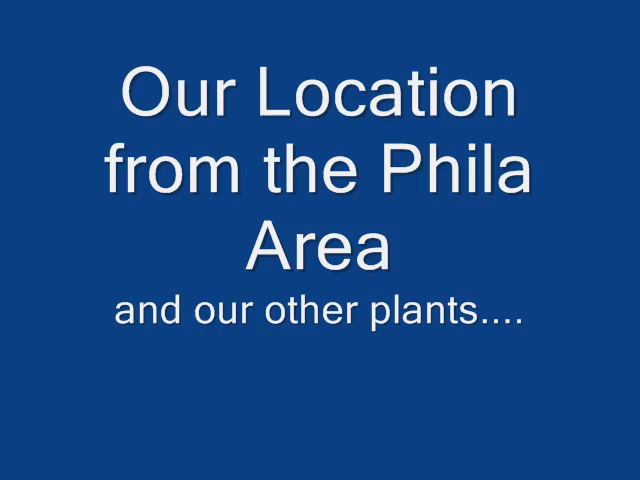 Our Location
from the Phila
Area
and our other plants....